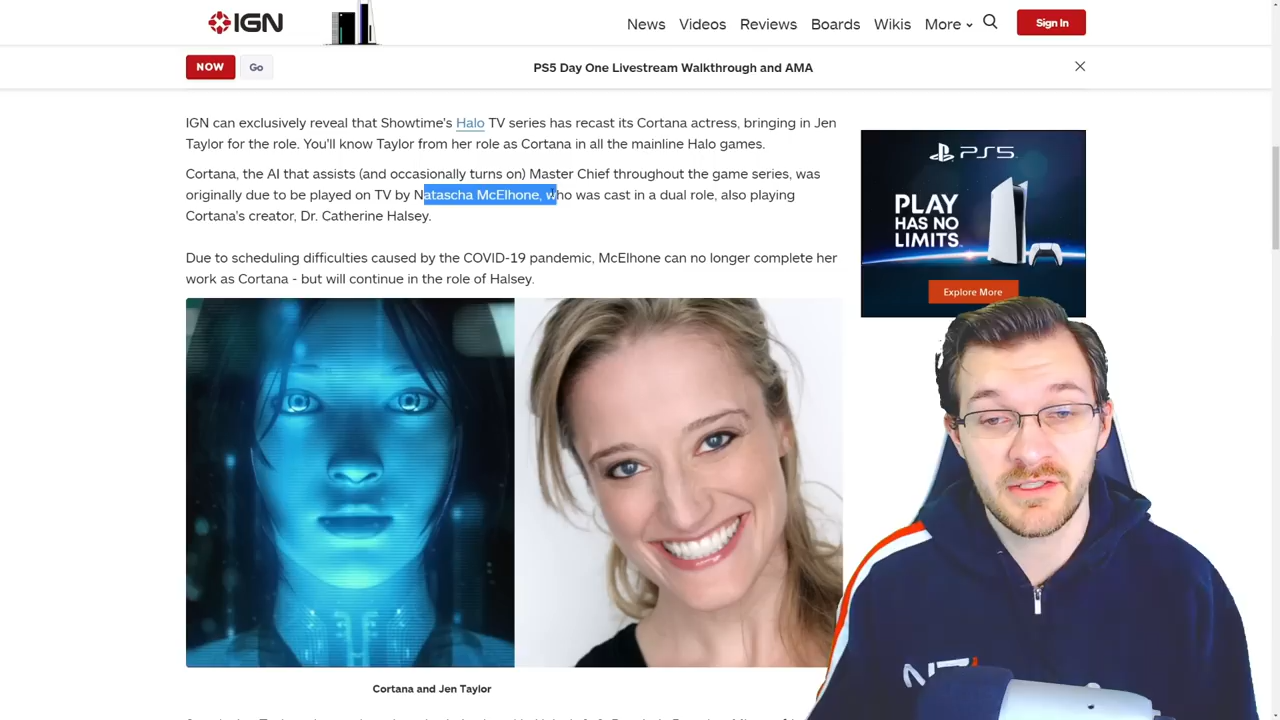 IGN
News Videos Reviews Boards Wikis More Sign In
NOW Go PS5 Day One Livestream Walkthrough and AMA
IGN can exclusively reveal that Showtime's Halo TV series has recast its Cortana actress, bringing in Jen
Taylor for the role. You'll know Taylor from her role as Cortana in all the mainline Halo games.
Cortana, the AI that assists (and occasionally turns on) Master Chief throughout the game series, was
originally due to be played on TV by Natascha McElhone, who was cast in a dual role, also playing
Cortana's creator, Dr. Catherine Halsey.
Due to scheduling difficulties caused by the COVID-19 pandemic, McElhone can no longer complete her
work as Cortana - but will continue in the role of Halsey.
PS5
PLAY
HAS NO
LIMITS.
Explore More
Cortana and Jen Taylor